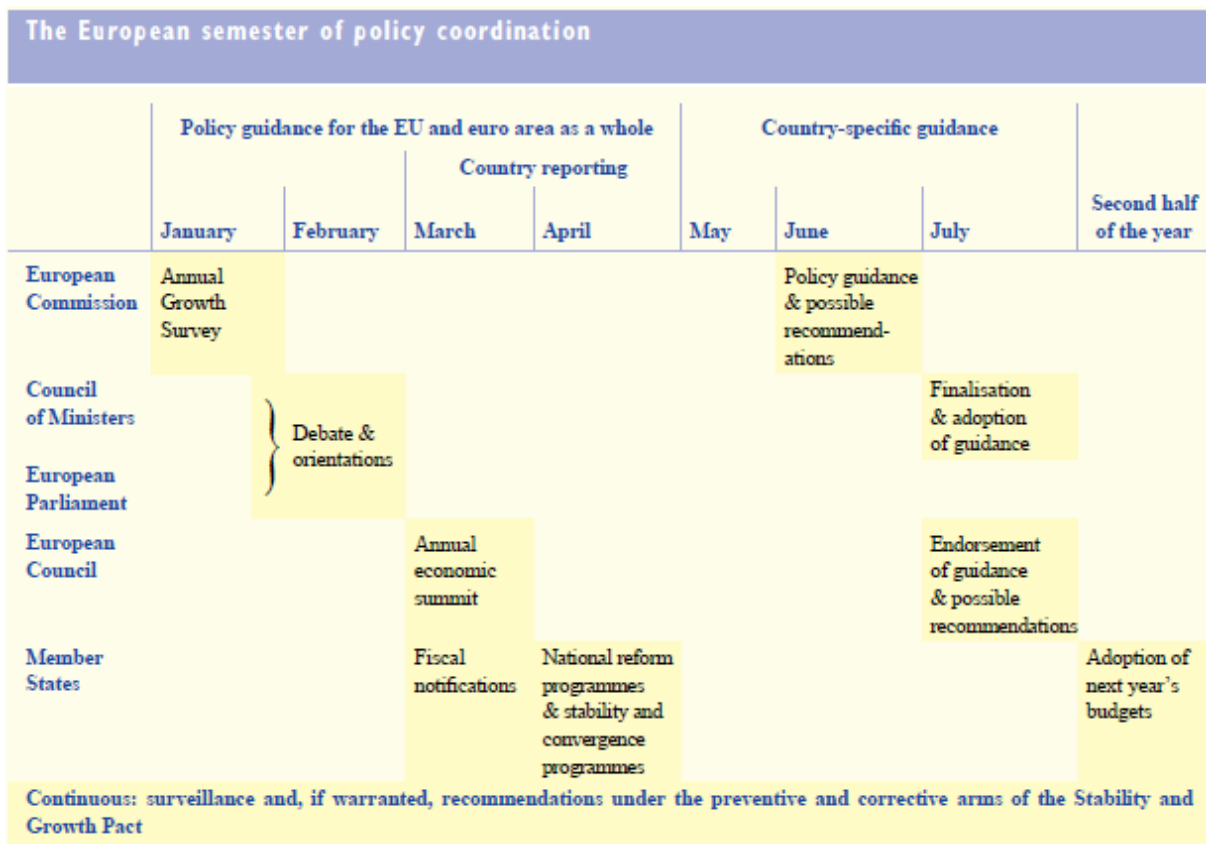 The European semester of policy coordination
Policy guidance for the EU and euro area as a whole
Country-specific guidance
Country reporting
January
February
March
April
May
June
July
Second half
of the year
European
Commission
Annual
Growth
Survey
Policy guidance
& possible
recommend-
ations
Council
of Ministers
European
Parliament
Debate &
orientations
Finalisation
& adoption
of guidance
European
Council
Annual
economic
summit
Endorsement
of guidance
& possible
recommendations
Member
States
Fiscal
notifications
National reform
programmes
& stability and
convergence
programmes
Adoption of
next year's
budgets
Continuous: surveillance and, if warranted, recommendations under the preventive and corrective arms of the Stability and
Growth Pact